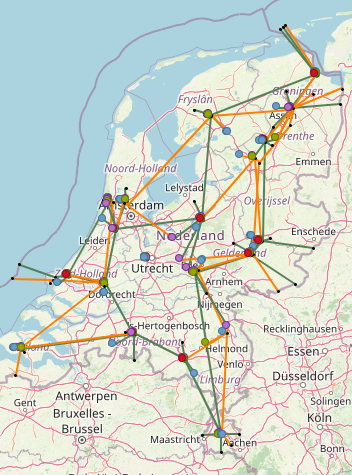 Fryslân
Groningen
Assen
Drenthe
Emmen
Noord-Holland
Lelystad
Overijssel
Amsterdam
Leiden
Nederland
Enschede
Utrecht
Gelderland
Zuid-Holland
Arnhem
Dordrecht
Nijmegen
's-Hertogenbosch
Recklinghausen
Noord-Brabant
Helmond
Essen
Venlo
Limburg
Düsseldorf
Antwerpen
Gent
Solingen
Bruxelles -
Brussel
Köln
Maastricht
Aachen